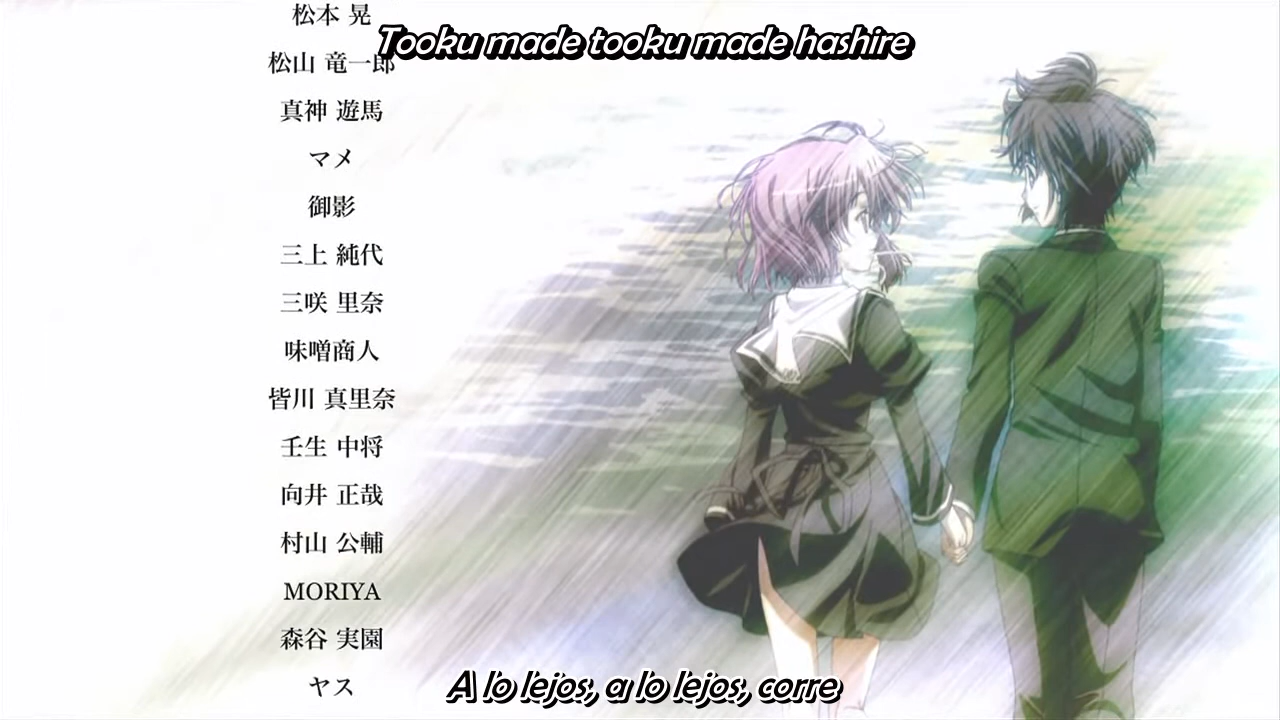 Tooku made tooku made hashire
松本 晃
松山 竜一郎
真神 遊馬
マメ
御影
三上 純代
三咲 里奈
味噌商人
皆川 真里奈
壬生 中将
向井 正哉
村山 公輔
MORIYA
森谷 実園
ヤス
A lo lejos, a lo lejos, corre